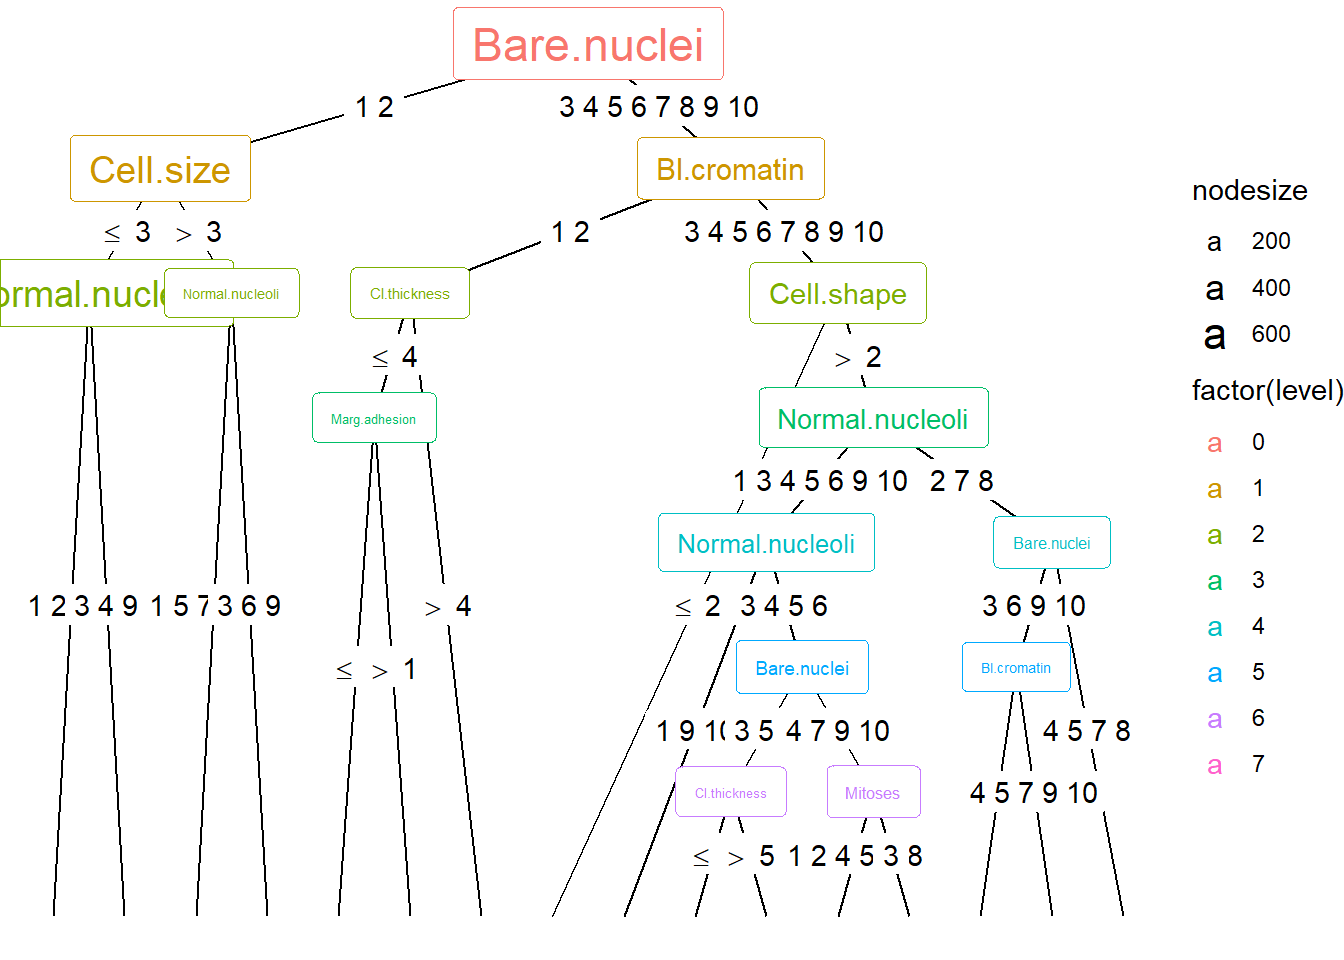 Bare.nuclei
1 2
3 4 5 6 7 8 9 10
Cell.size
Bl.cromatin
≤ 3
> 3
1 2
3 4 5 6 7 8 9 10
ormal.nucle
Normal.nucleoli
Cl.thickness
Cell.shape
≤ 4
> 2
Marg.adhesion
Normal.nucleoli
1 3 4 5 6 9 10
2 7 8
Normal.nucleoli
Bare.nuclei
1 2 3 4 9
1 5 7
3 6 9
> 4
≤ 2
3 4 5 6
3 6 9 10
≤
> 1
Bare.nuclei
Bl.cromatin
1 9 10
3 5
4 7 9 10
4 5 7 8
Cl.thickness
Mitoses
4 5 7 9 10
≤
> 5
1 2 4 5
3 8
nodesize
a 200
a 400
a 600
factor(level)
a 0
a 1
a 2
a 3
a 4
a 5
a 6
a 7